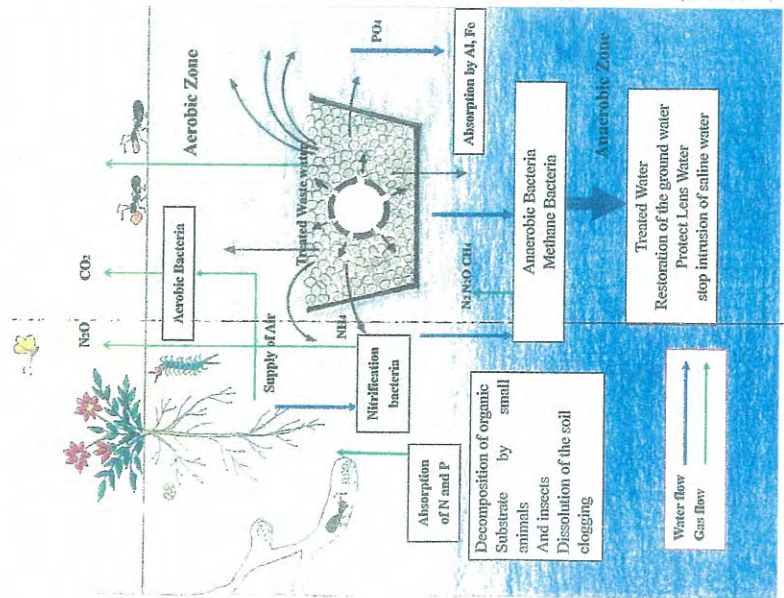 N₂O
CO₂
Aerobic Bacteria
Aerobic Zone
Supply of Air
Treated Waste water
NH₄
PO₄
Nitrification
bacteria
Absorption
of N and P
Absorption by Al, Fe
N₂N₂O CH₄
Decomposition of organic
Substrate by small
animals
And insects
Dissolution of the soil
clogging
Anaerobic Bacteria
Methane Bacteria
Anaerobic Zone
Treated Water
Restoration of the ground water
Protect Lens Water
stop intrusion of saline water
Water flow
Gas flow